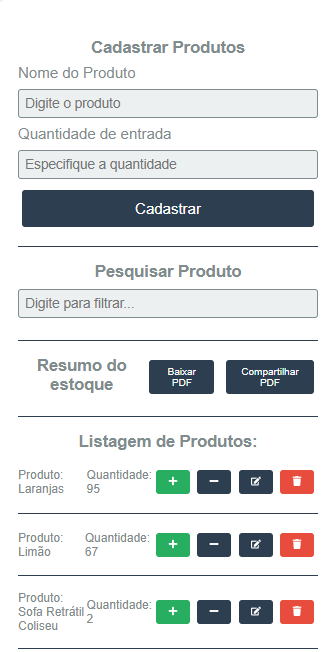 Cadastrar Produtos
Nome do Produto
Digite o produto
Quantidade de entrada
Especifique a quantidade
Cadastrar
Pesquisar Produto
Digite para filtrar...
Resumo do
estoque
Baixar
PDF
Compartilhar
PDF
Listagem de Produtos:
Produto:
Laranjas
Quantidade:
95
Produto:
Limão
Quantidade:
67
Produto:
Sofa Retrátil
Coliseu
Quantidade:
2